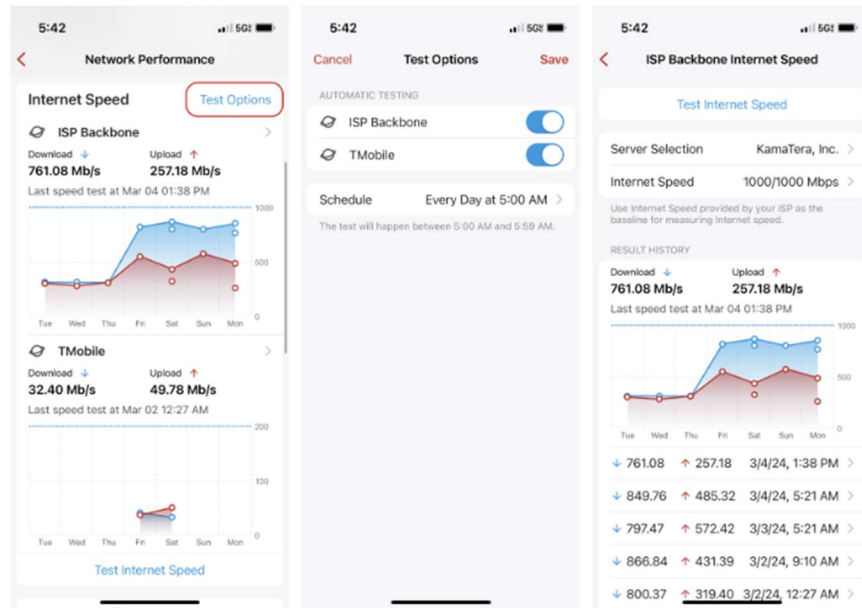 5:42
5G
Network Performance
Internet Speed
Test Options
ISP Backbone
Download ↓ Upload ↑
761.08 Mb/s 257.18 Mb/s
Last speed test at Mar 04 01:38 PM
1000
500
0
Tue Wed Thu Fri Sat Sun Mon
TMobile
Download ↓ Upload ↑
32.40 Mb/s 49.78 Mb/s
Last speed test at Mar 02 12:27 AM
200
100
0
Tue Wed Thu Fri Sat Sun Mon
Test Internet Speed
5:42
5G
Cancel Test Options Save
AUTOMATIC TESTING
ISP Backbone
TMobile
Schedule Every Day at 5:00 AM
The test will happen between 5:00 AM and 5:59 AM.
5:42
5G
ISP Backbone Internet Speed
Test Internet Speed
Server Selection KamaTera, Inc.
Internet Speed 1000/1000 Mbps
Use Internet Speed provided by your ISP as the
baseline for measuring Internet speed.
RESULT HISTORY
Download ↓ Upload ↑
761.08 Mb/s 257.18 Mb/s
Last speed test at Mar 04 01:38 PM
1000
500
0
Tue Wed Thu Fri Sat Sun Mon
↓ 761.08 ↑ 257.18 3/4/24, 1:38 PM
↓ 849.76 ↑ 485.32 3/4/24, 5:21 AM
↓ 797.47 ↑ 572.42 3/3/24, 5:21 AM
↓ 866.84 ↑ 431.39 3/2/24, 9:10 AM
↓ 800.37 ↑ 319.40 3/2/24, 12:27 AM